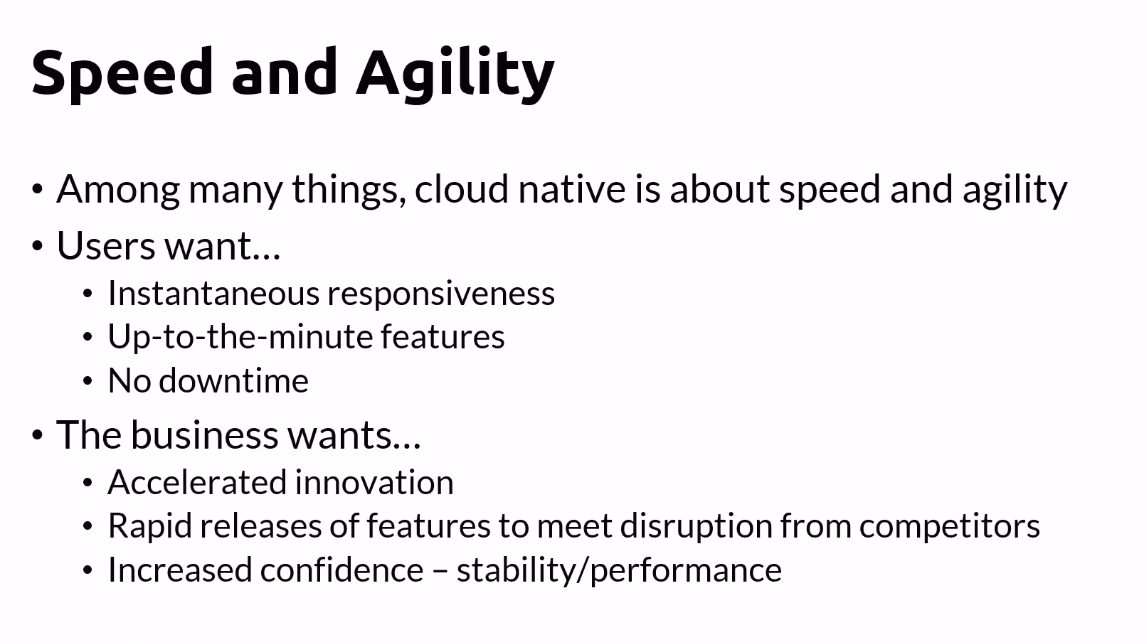 Speed and Agility
• Among many things, cloud native is about speed and agility
• Users want…
• Instantaneous responsiveness
• Up-to-the-minute features
• No downtime
• The business wants…
• Accelerated innovation
• Rapid releases of features to meet disruption from competitors
• Increased confidence – stability/performance